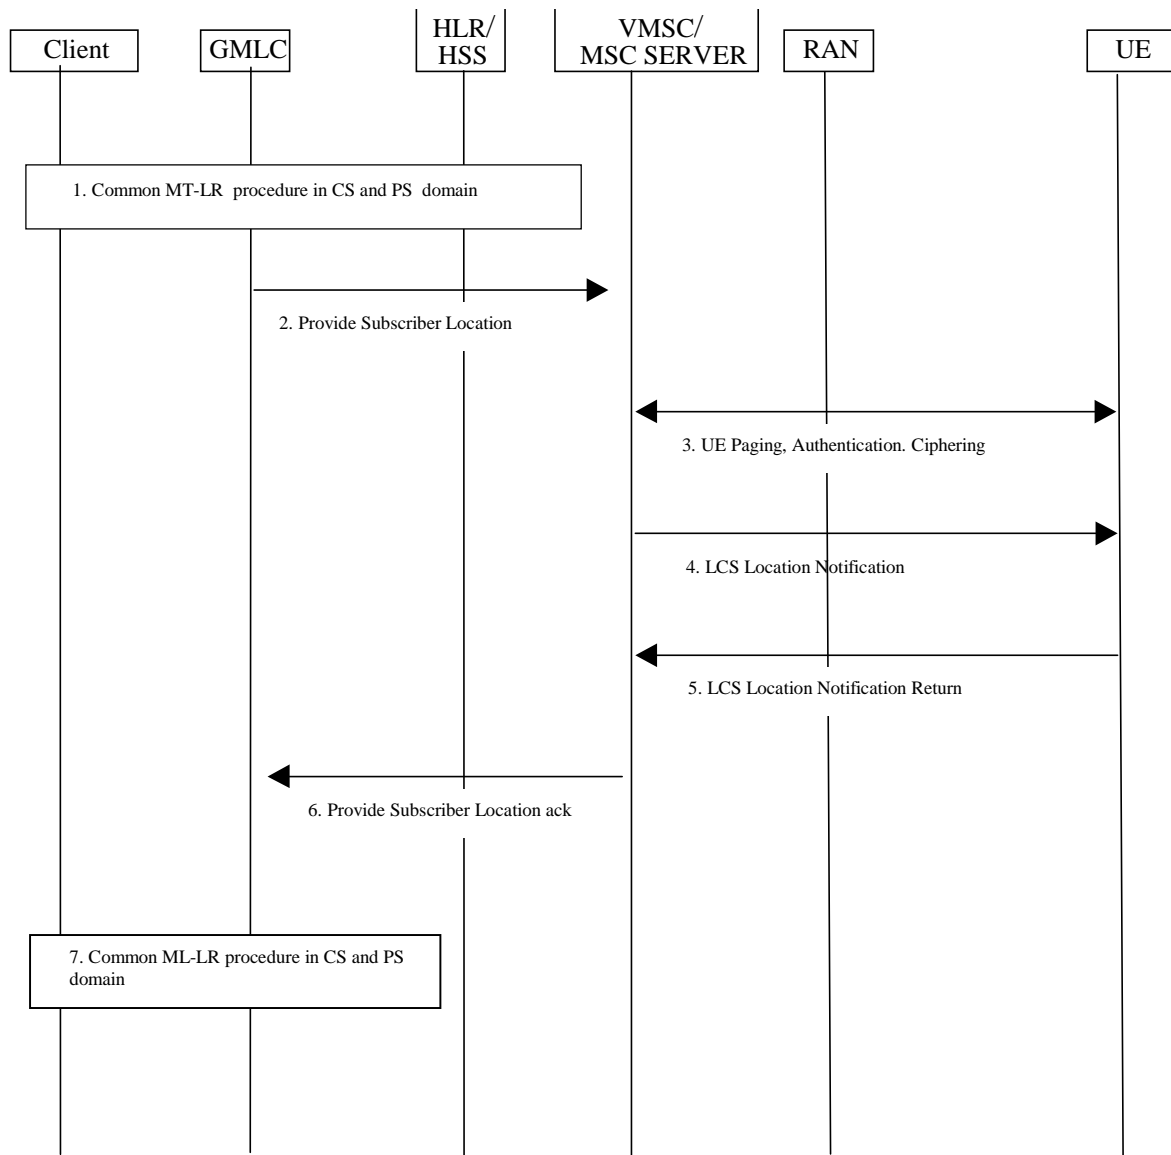 Client
GMLC
HLR/
HSS
VMSC/
MSC SERVER
RAN
UE
1. Common MT-LR procedure in CS and PS domain
2. Provide Subscriber Location
3. UE Paging, Authentication. Ciphering
4. LCS Location Notification
5. LCS Location Notification Return
6. Provide Subscriber Location ack
7. Common ML-LR procedure in CS and PS
domain